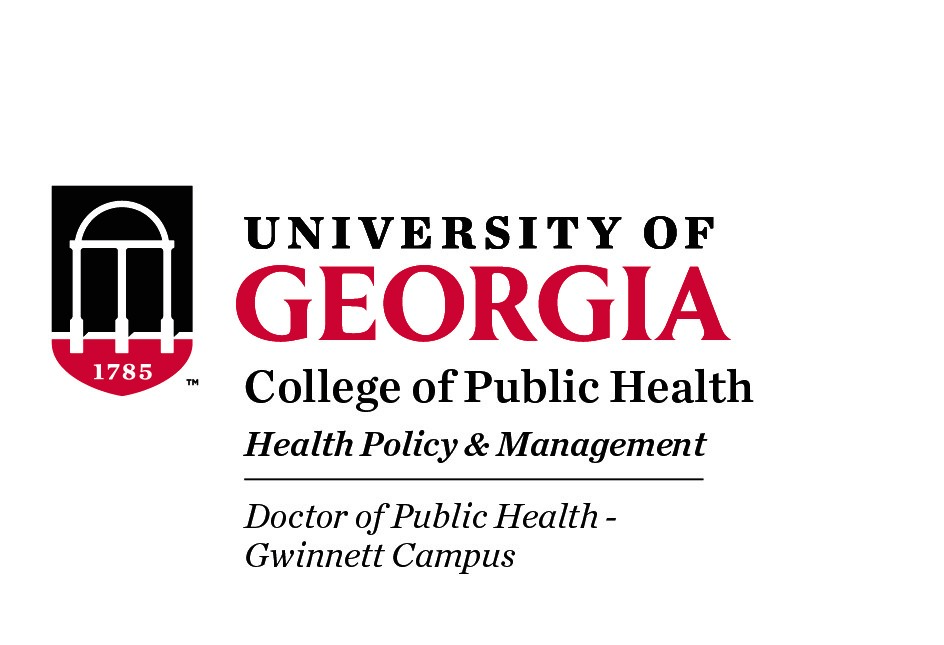 UNIVERSITY OF
GEORGIA
1785
™
College of Public Health
Health Policy & Management
Doctor of Public Health -
Gwinnett Campus